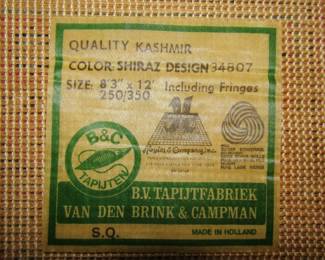 QUALITY KASHMIR
COLOR SHIRAZ DESIGN 34807
SIZE: 8'3" x 12' Including Fringes
250/350
B&C
TAPIJTEN
B.V. TAPIJTFABRIEK
VAN DEN BRINK & CAMPMAN
S.Q.
MADE IN HOLLAND